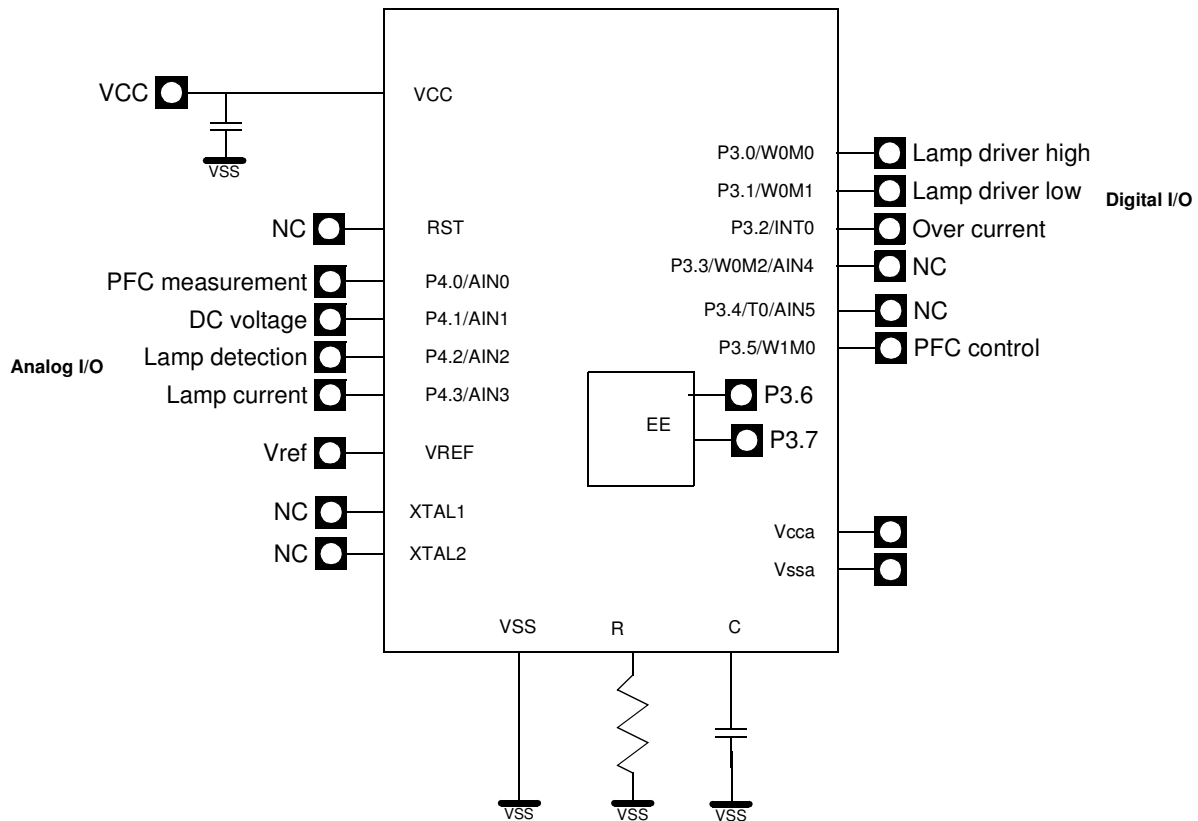 VCC
VCC
VSS
NC
RST
PFC measurement
P4.0/AIN0
DC voltage
P4.1/AIN1
Lamp detection
P4.2/AIN2
Analog I/O
Lamp current
P4.3/AIN3
Vref
VREF
NC
XTAL1
NC
XTAL2
P3.0/W0M0
Lamp driver high
P3.1/W0M1
Lamp driver low
Digital I/O
P3.2/INT0
Over current
P3.3/W0M2/AIN4
NC
P3.4/T0/AIN5
NC
P3.5/W1M0
PFC control
EE
P3.6
P3.7
Vcca
Vssa
VSS
R
C
VSS
VSS
VSS